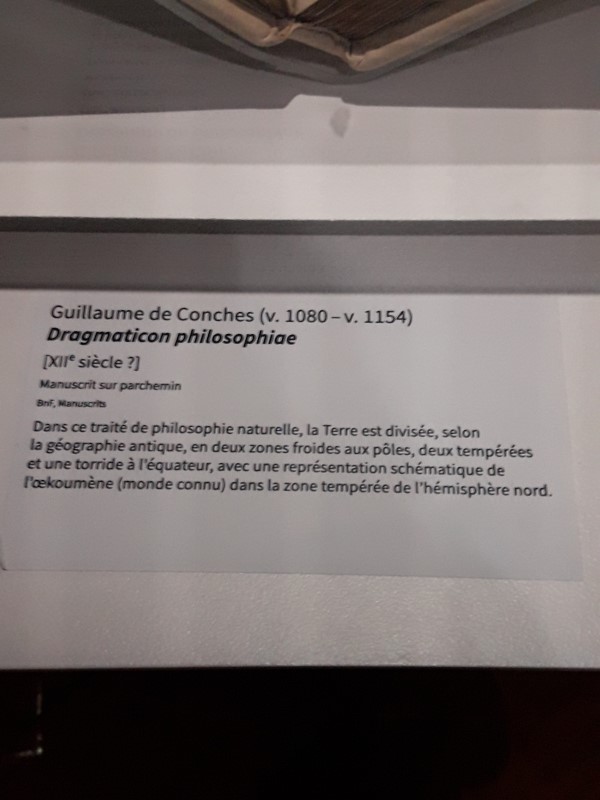 Guillaume de Conches (v. 1080 – v. 1154)
Dragmaticon philosophiae
[XIIe siècle ?]
Manuscrit sur parchemin
BnF, Manuscrits
Dans ce traité de philosophie naturelle, la Terre est divisée, selon
la géographie antique, en deux zones froides aux pôles, deux tempérées
et une torride à l'équateur, avec une représentation schématique de
l'œkoumène (monde connu) dans la zone tempérée de l'hémisphère nord.